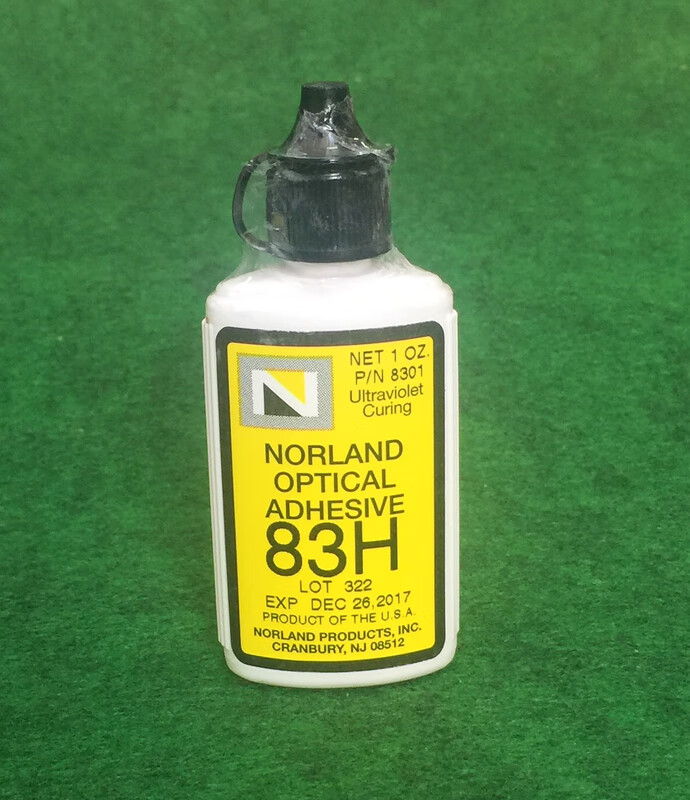 N
NET 1 OZ.
P/N 8301
Ultraviolet
Curing
NORLAND
OPTICAL
ADHESIVE
83H
LOT 322
EXP DEC 26,2017
PRODUCT OF THE U.S.A.
NORLAND PRODUCTS, INC.
CRANBURY, NJ 08512